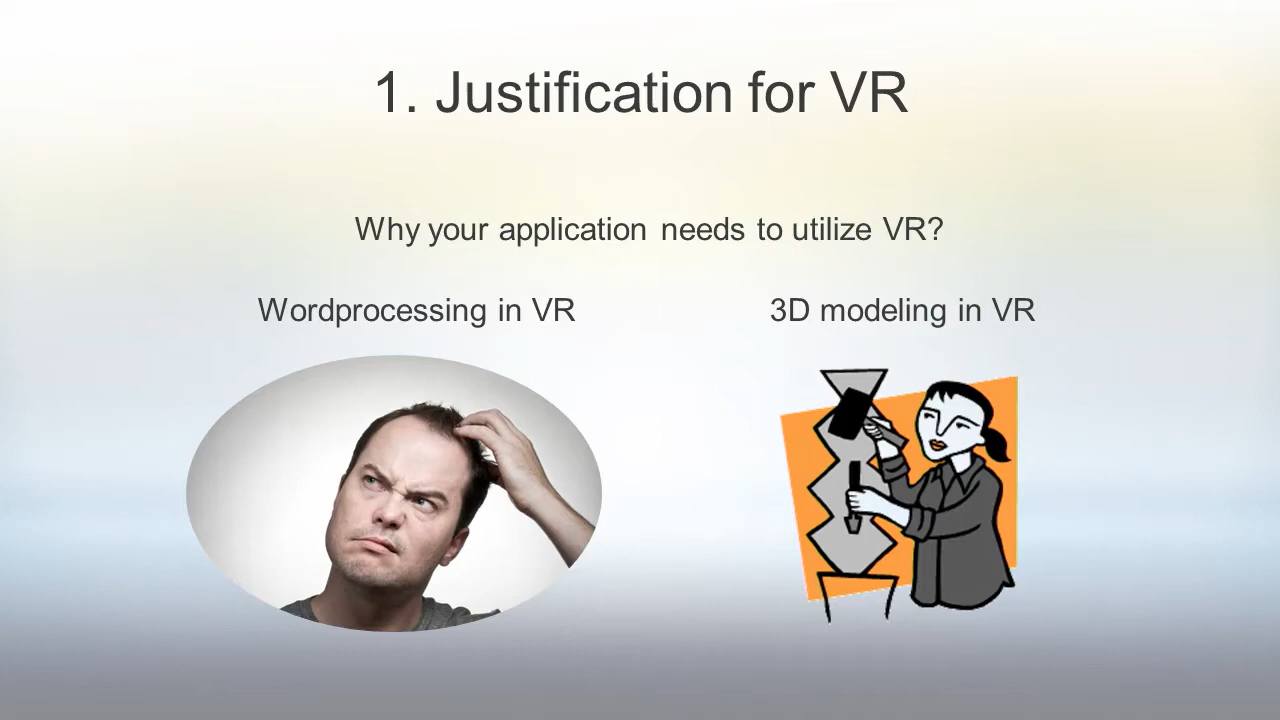 1. Justification for VR
Why your application needs to utilize VR?
Wordprocessing in VR
3D modeling in VR